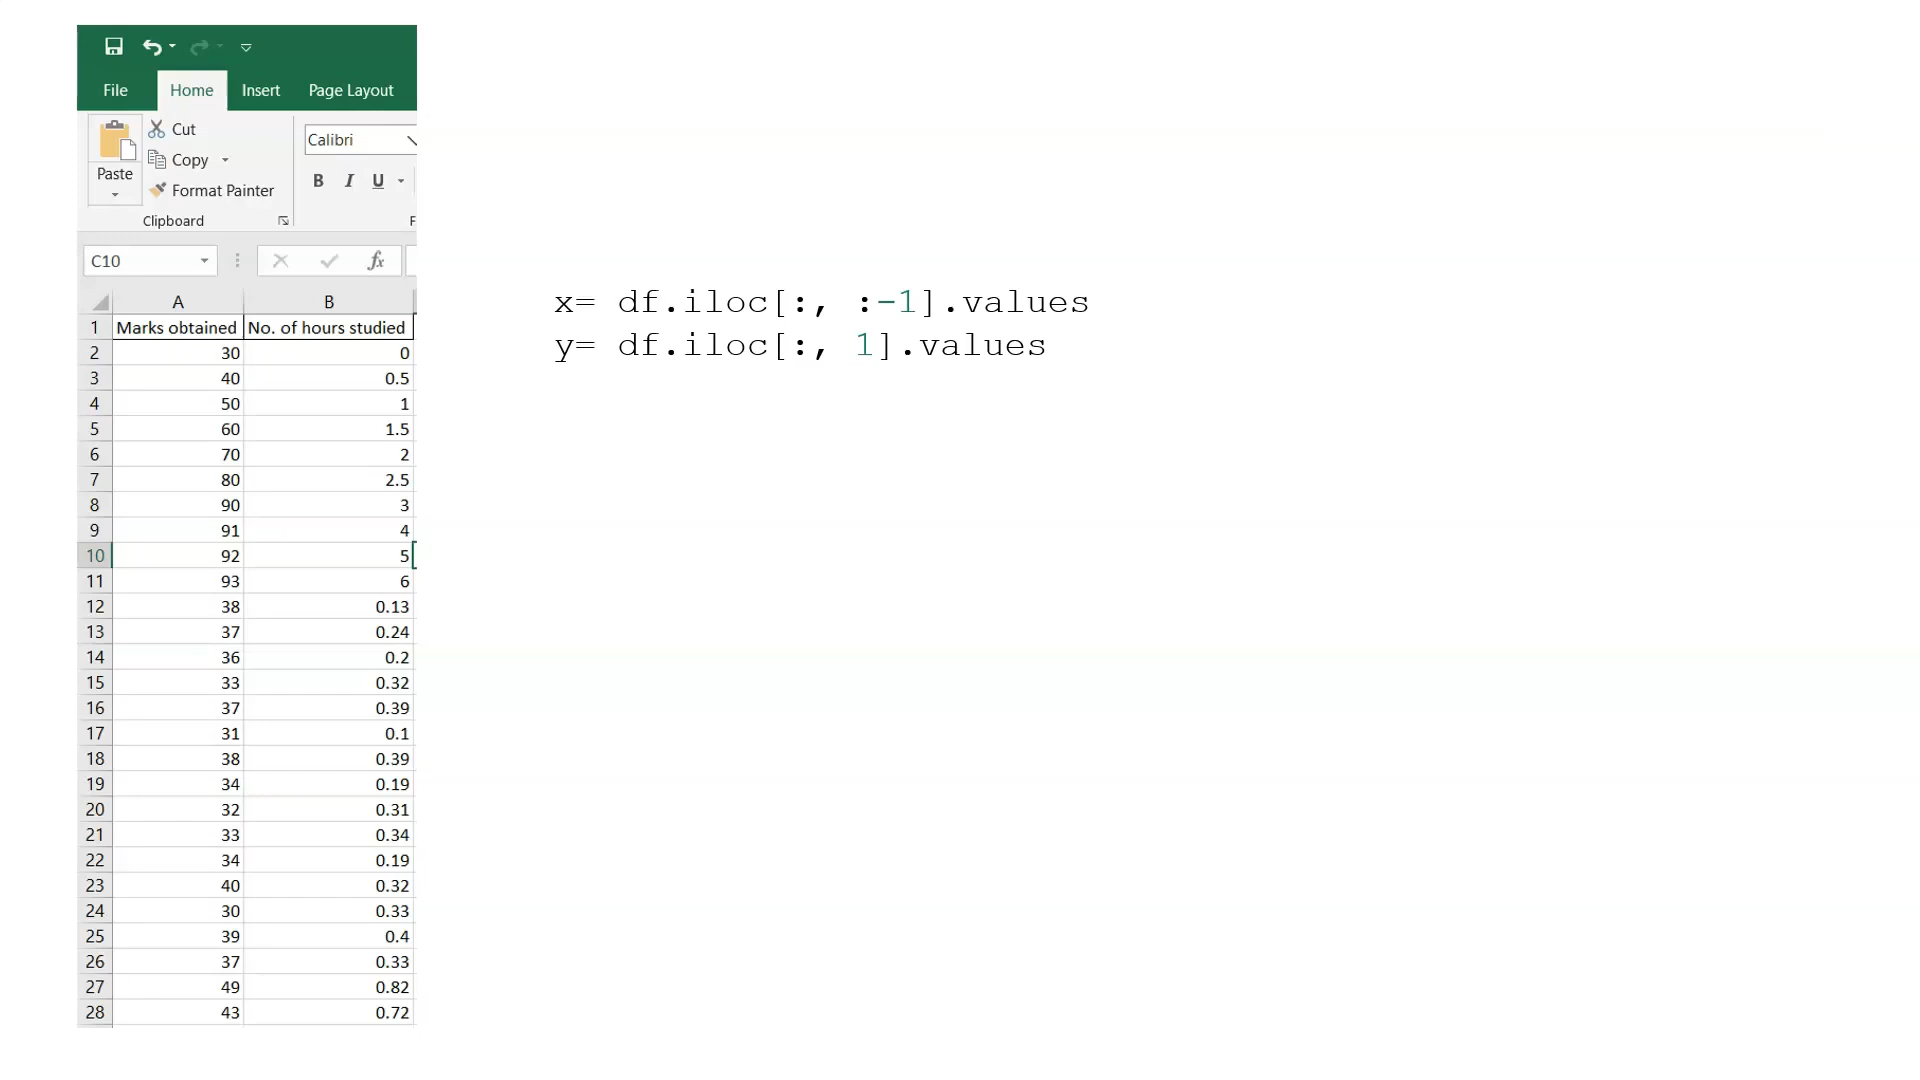 File Home Insert Page Layout
Cut
Copy
Paste
Format Painter
Calibri
B I U
Clipboard
C10
fx
A B
1 Marks obtained No. of hours studied
2 30 0
3 40 0.5
4 50 1
5 60 1.5
6 70 2
7 80 2.5
8 90 3
9 91 4
10 92 5
11 93 6
12 38 0.13
13 37 0.24
14 36 0.2
15 33 0.32
16 37 0.39
17 31 0.1
18 38 0.39
19 34 0.19
20 32 0.31
21 33 0.34
22 34 0.19
23 40 0.32
24 30 0.33
25 39 0.4
26 37 0.33
27 49 0.82
28 43 0.72
x= df.iloc[:, :-1].values
y= df.iloc[:, 1].values